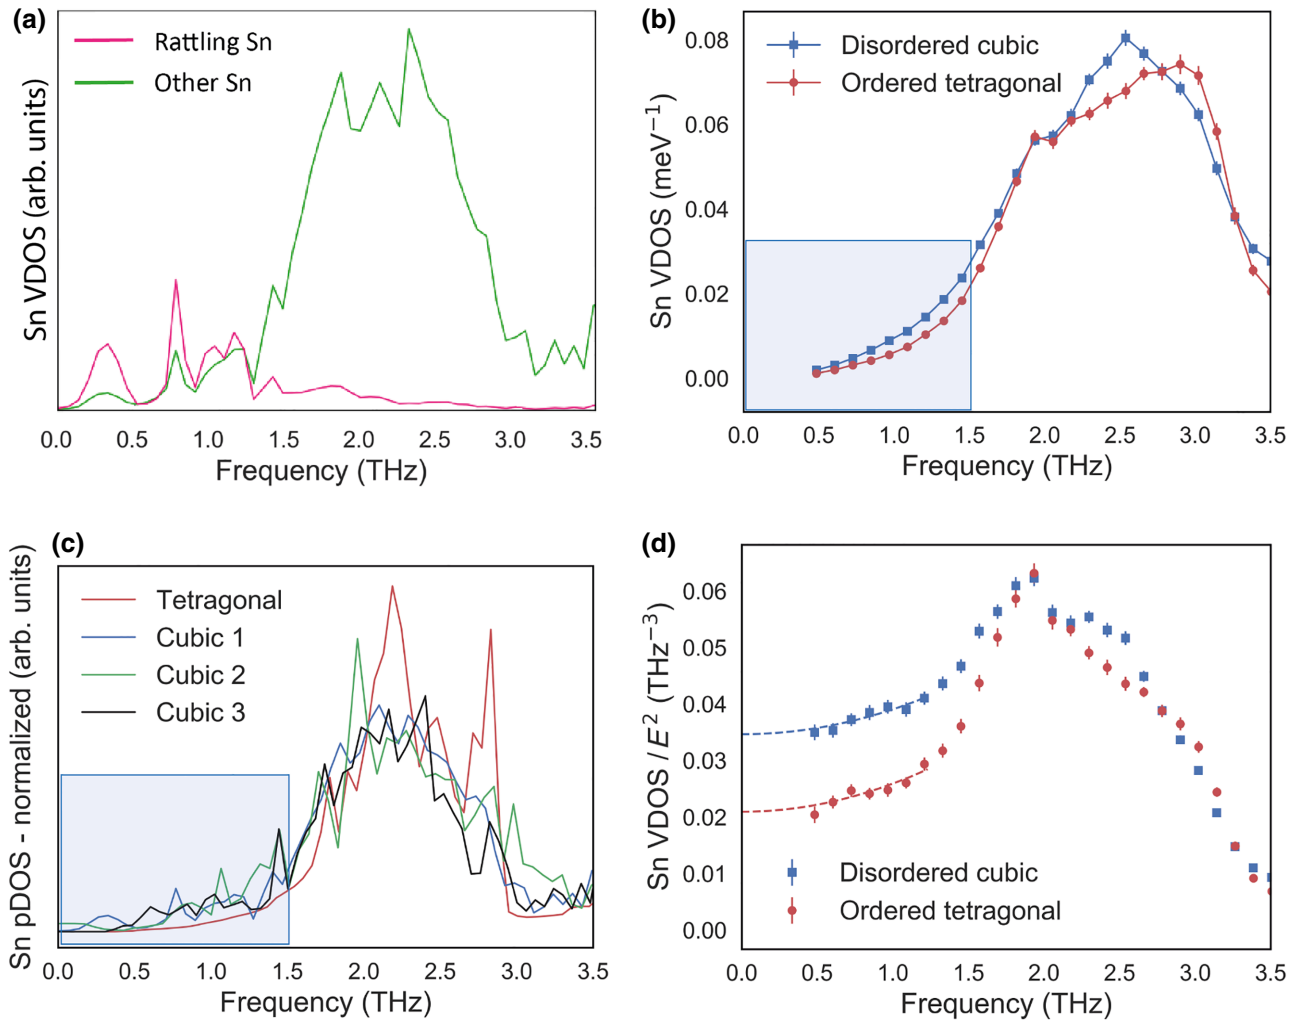 (a)
Rattling Sn
Other Sn
Sn VDOS (arb. units)
0.0 0.5 1.0 1.5 2.0 2.5 3.0 3.5
Frequency (THz)
(b)
Disordered cubic
Ordered tetragonal
Sn VDOS (meV⁻¹)
0.08
0.06
0.04
0.02
0.00
0.0 0.5 1.0 1.5 2.0 2.5 3.0 3.5
Frequency (THz)
(c)
Tetragonal
Cubic 1
Cubic 2
Cubic 3
Sn pDOS - normalized (arb. units)
0.0 0.5 1.0 1.5 2.0 2.5 3.0 3.5
Frequency (THz)
(d)
Sn VDOS / E² (THz⁻³)
0.06
0.05
0.04
0.03
0.02
0.01
0.00
Disordered cubic
Ordered tetragonal
0.0 0.5 1.0 1.5 2.0 2.5 3.0 3.5
Frequency (THz)